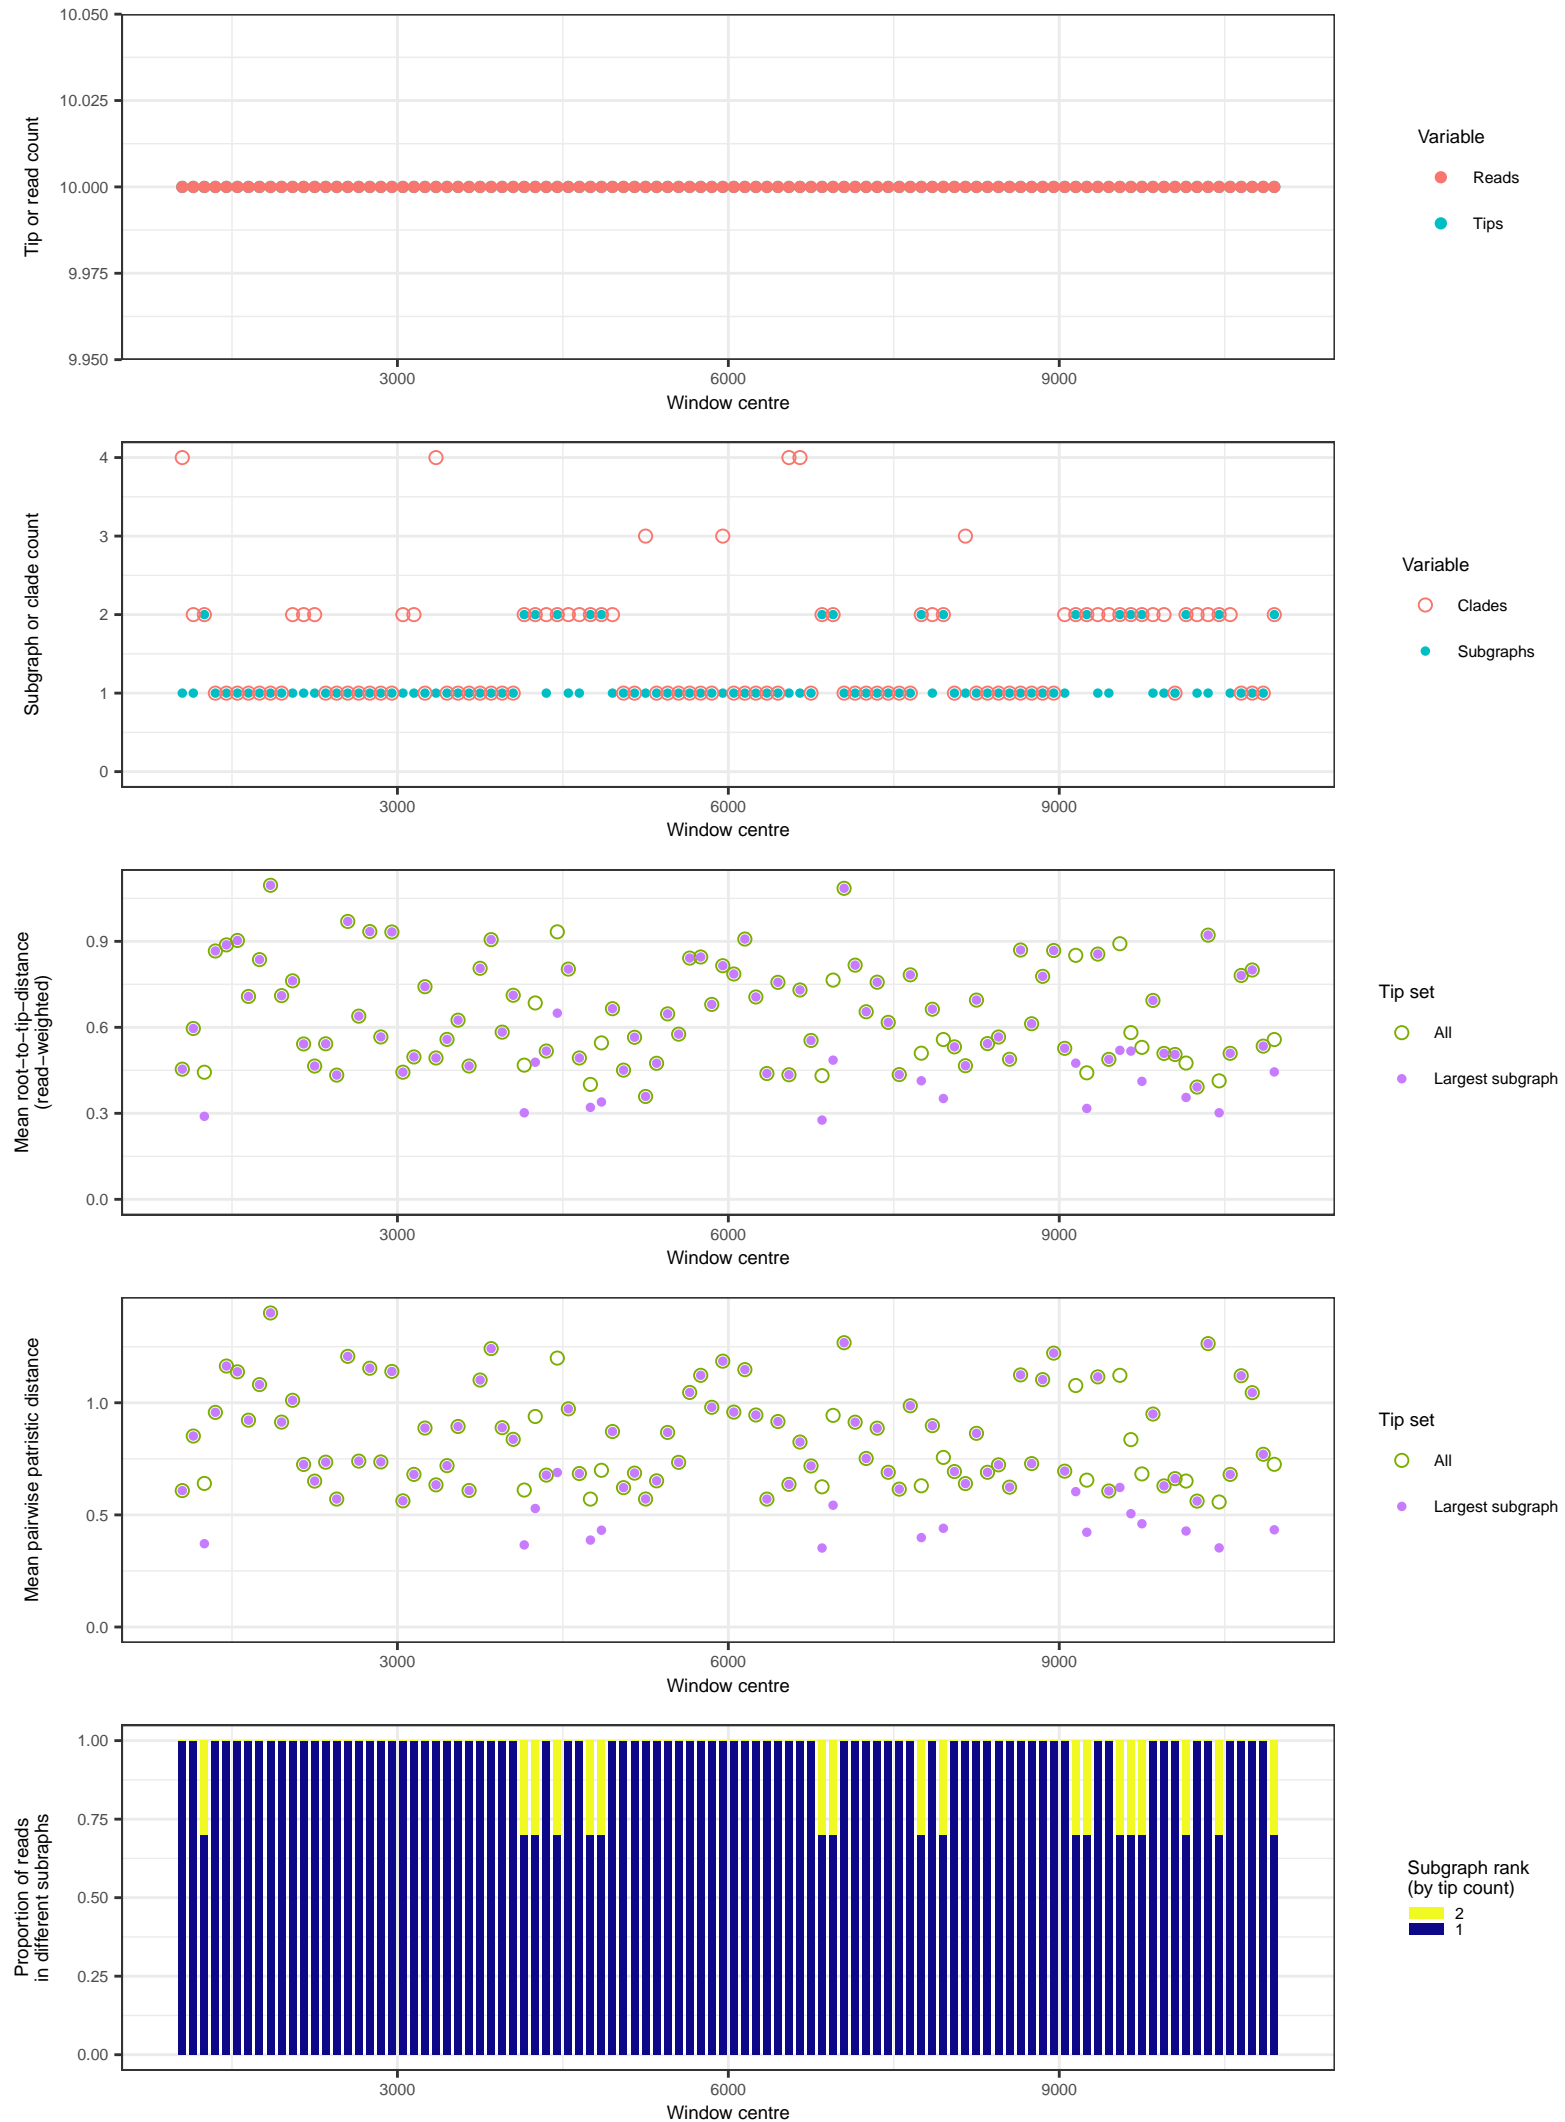 10.050
10.025
10.000
9.975
9.950
Tip or read count
3000 6000 9000
Window centre
Variable
Reads
Tips
4
3
2
1
0
Subgraph or clade count
3000 6000 9000
Window centre
Variable
Clades
Subgraphs
0.9
0.6
0.3
0.0
Mean root−to−tip−distance
(read−weighted)
3000 6000 9000
Window centre
Tip set
All
Largest subgraph
1.0
0.5
0.0
Mean pairwise patristic distance
3000 6000 9000
Window centre
Tip set
All
Largest subgraph
1.00
0.75
0.50
0.25
0.00
Proportion of reads
in different subraphs
3000 6000 9000
Window centre
Subgraph rank
(by tip count)
2
1